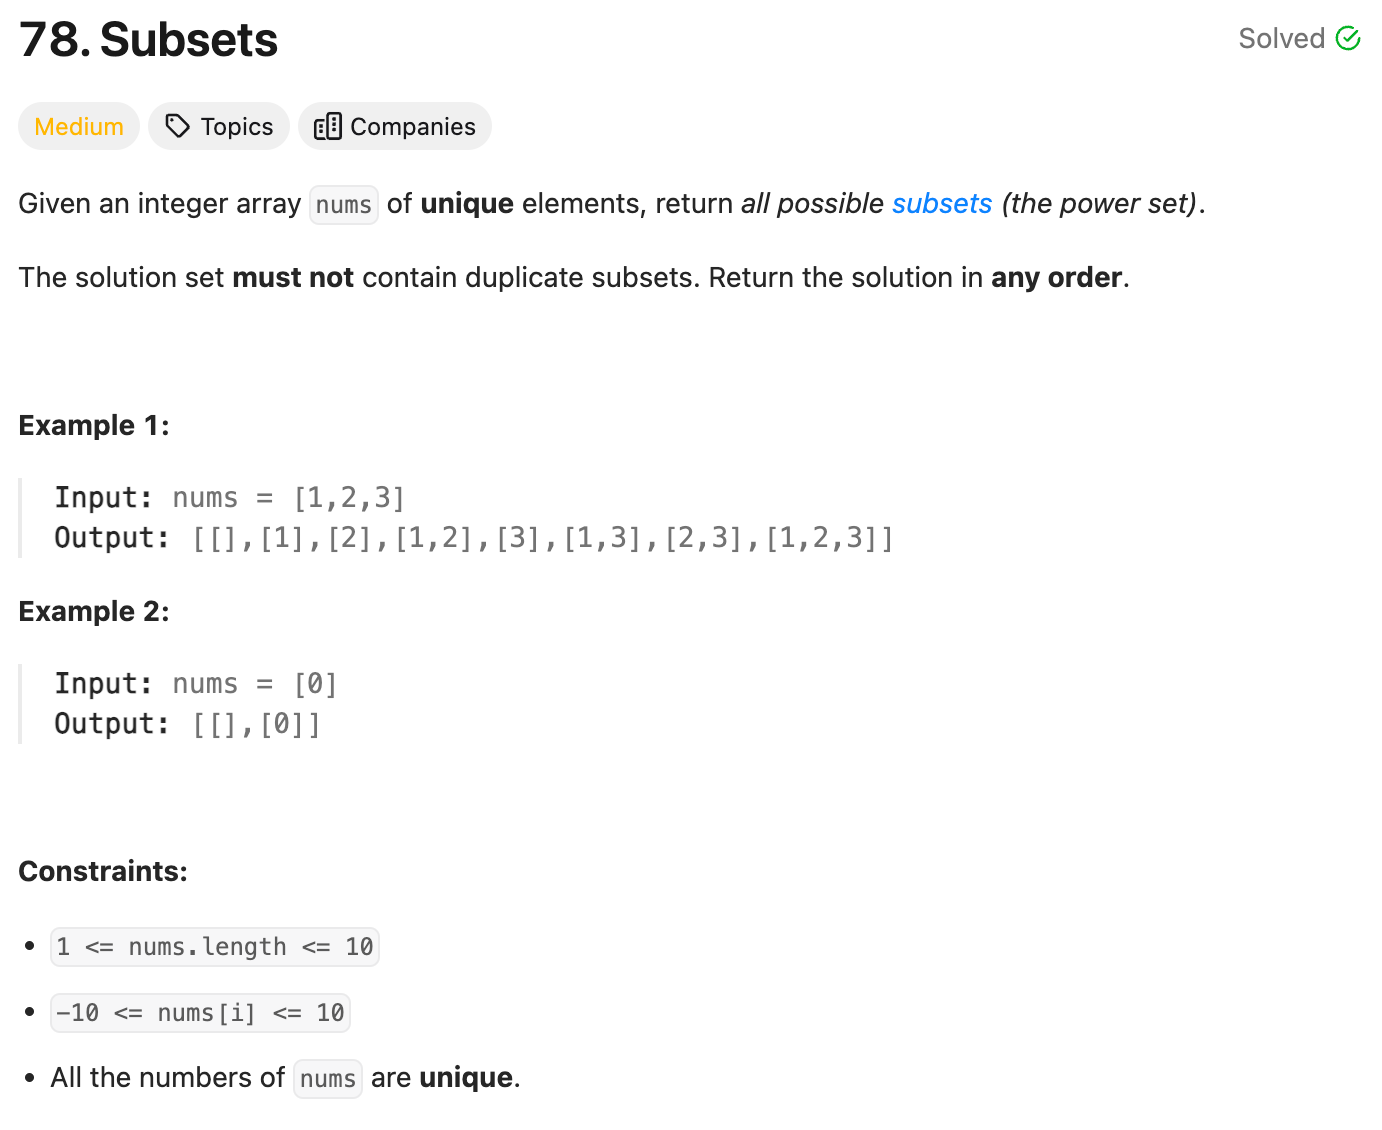 78. Subsets
Solved
Medium
Topics
Companies
Given an integer array nums of unique elements, return all possible subsets (the power set).
The solution set must not contain duplicate subsets. Return the solution in any order.
Example 1:
Input: nums = [1,2,3]
Output: [[],[1],[2],[1,2],[3],[1,3],[2,3],[1,2,3]]
Example 2:
Input: nums = [0]
Output: [[],[0]]
Constraints:
• 1 <= nums.length <= 10
• -10 <= nums[i] <= 10
• All the numbers of nums are unique.